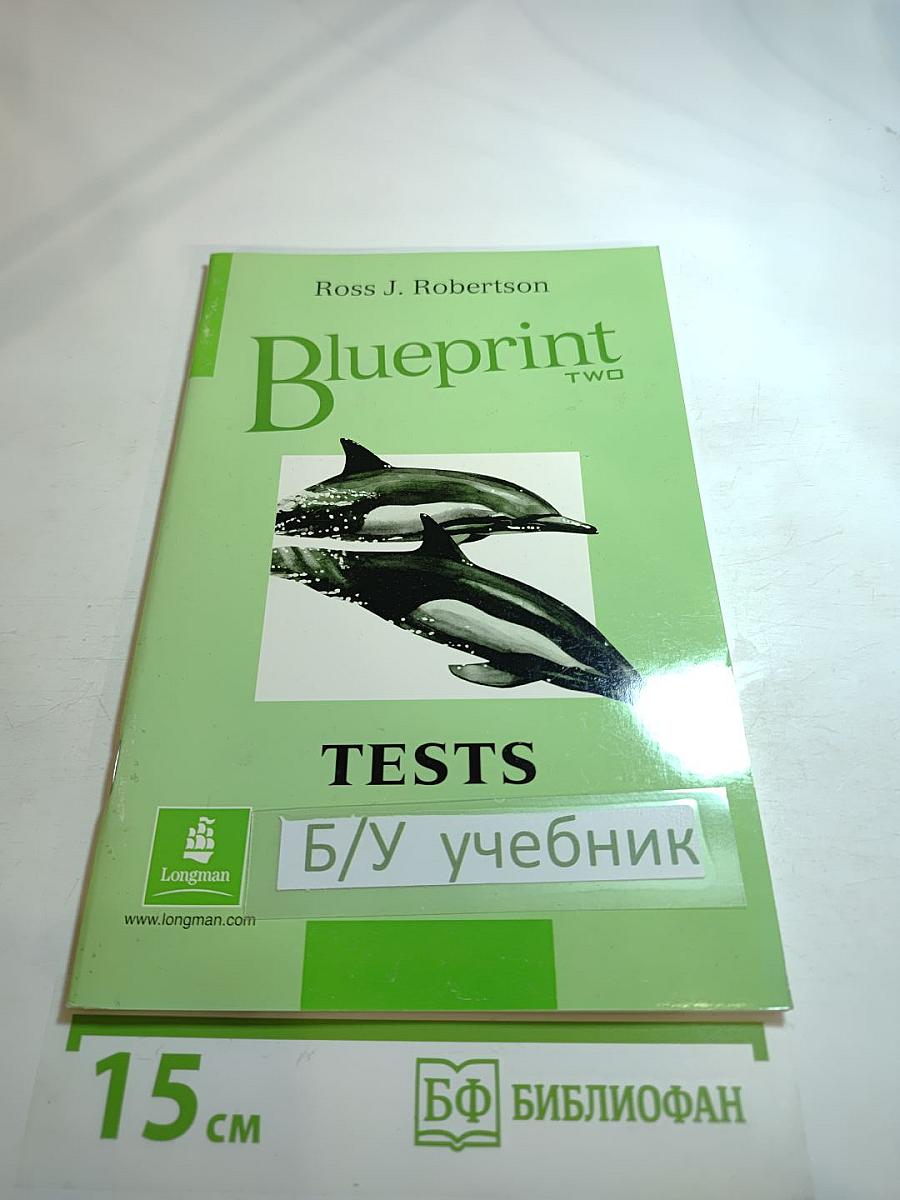 Ross J. Robertson
Blueprint
TWO
TESTS
Б/У учебник
Longman
www.longman.com
15 см
БФ БИБЛИОФАН